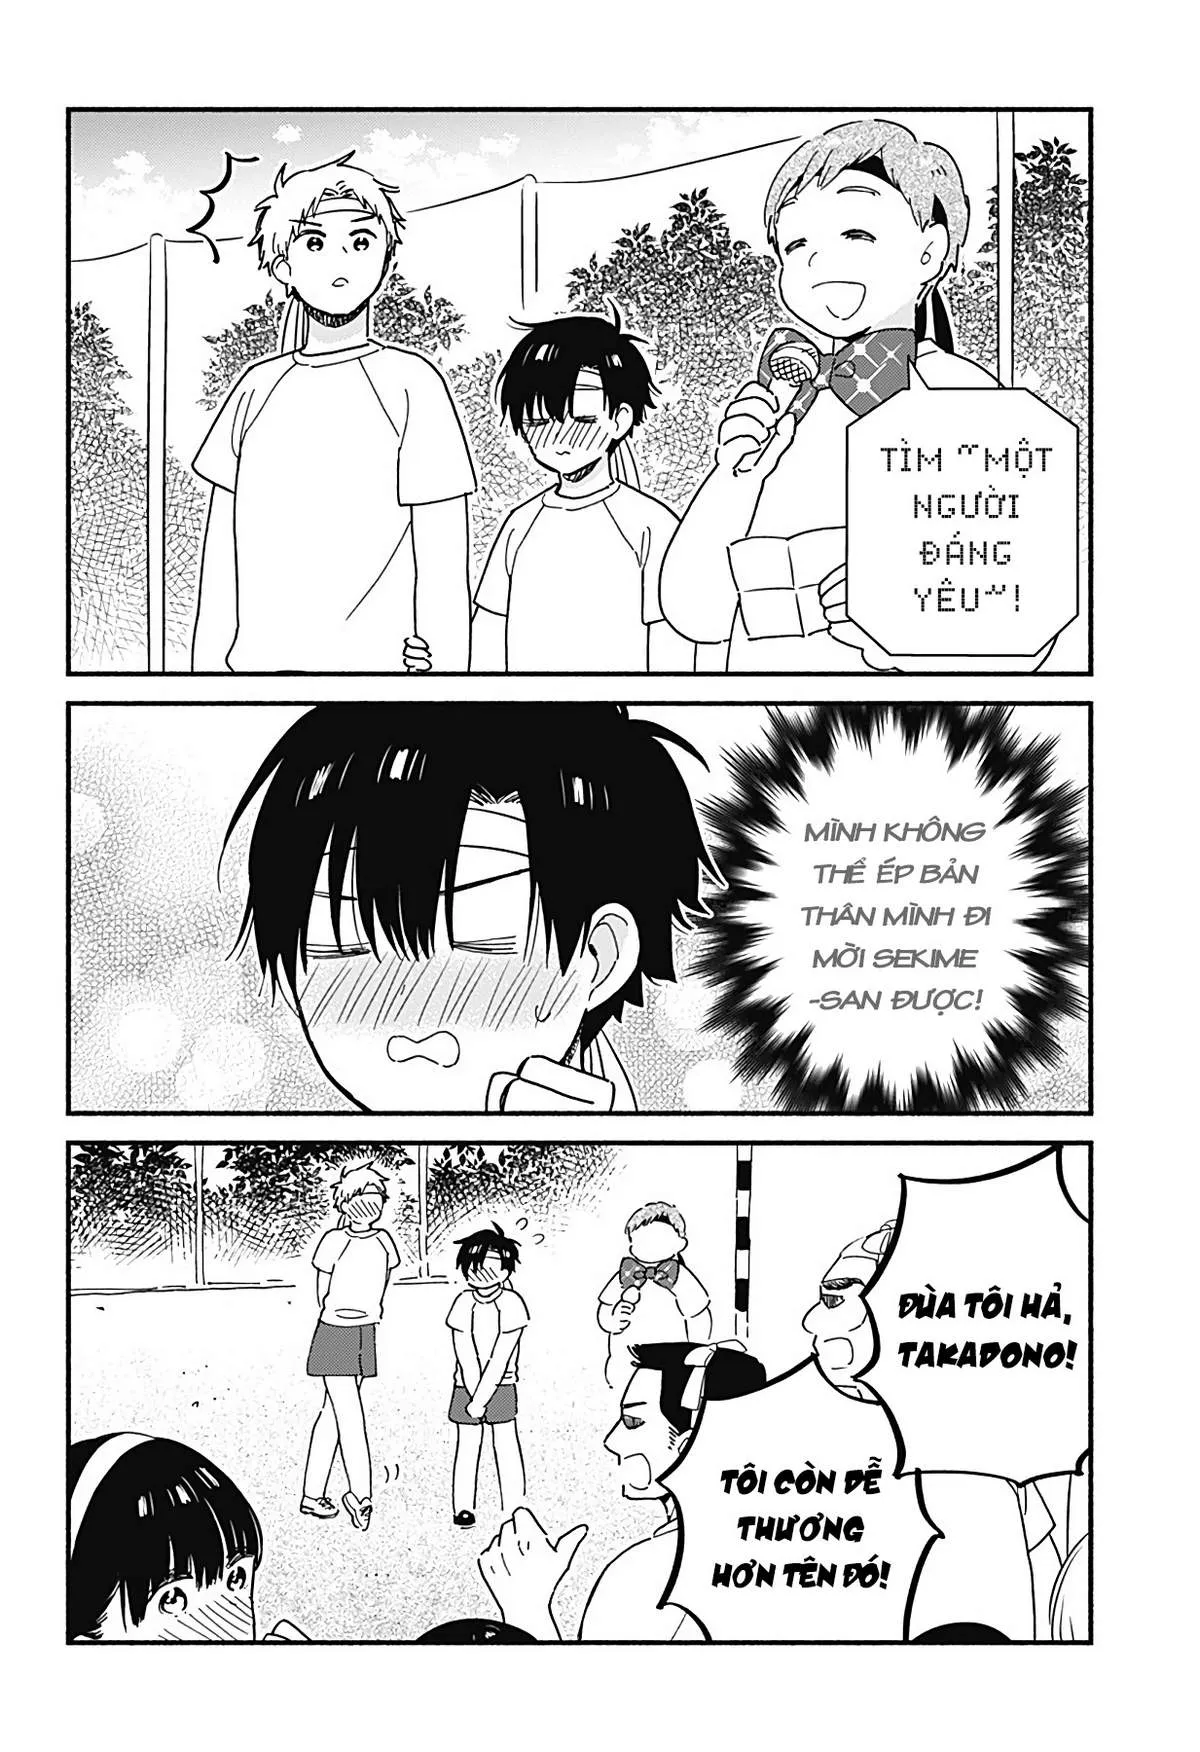 TÌM "MỘT
NGƯỜI
ĐÁNG
YÊU"!
MÌNH KHÔNG
THỂ ÉP BẢN
THÂN MÌNH ĐI
MỜI SEKIME
-SAN ĐƯỢC!
ĐÙA TÔI HẢ,
TAKADONO!
TÔI CÒN DỄ
THƯƠNG
HƠN TÊN ĐÓ!